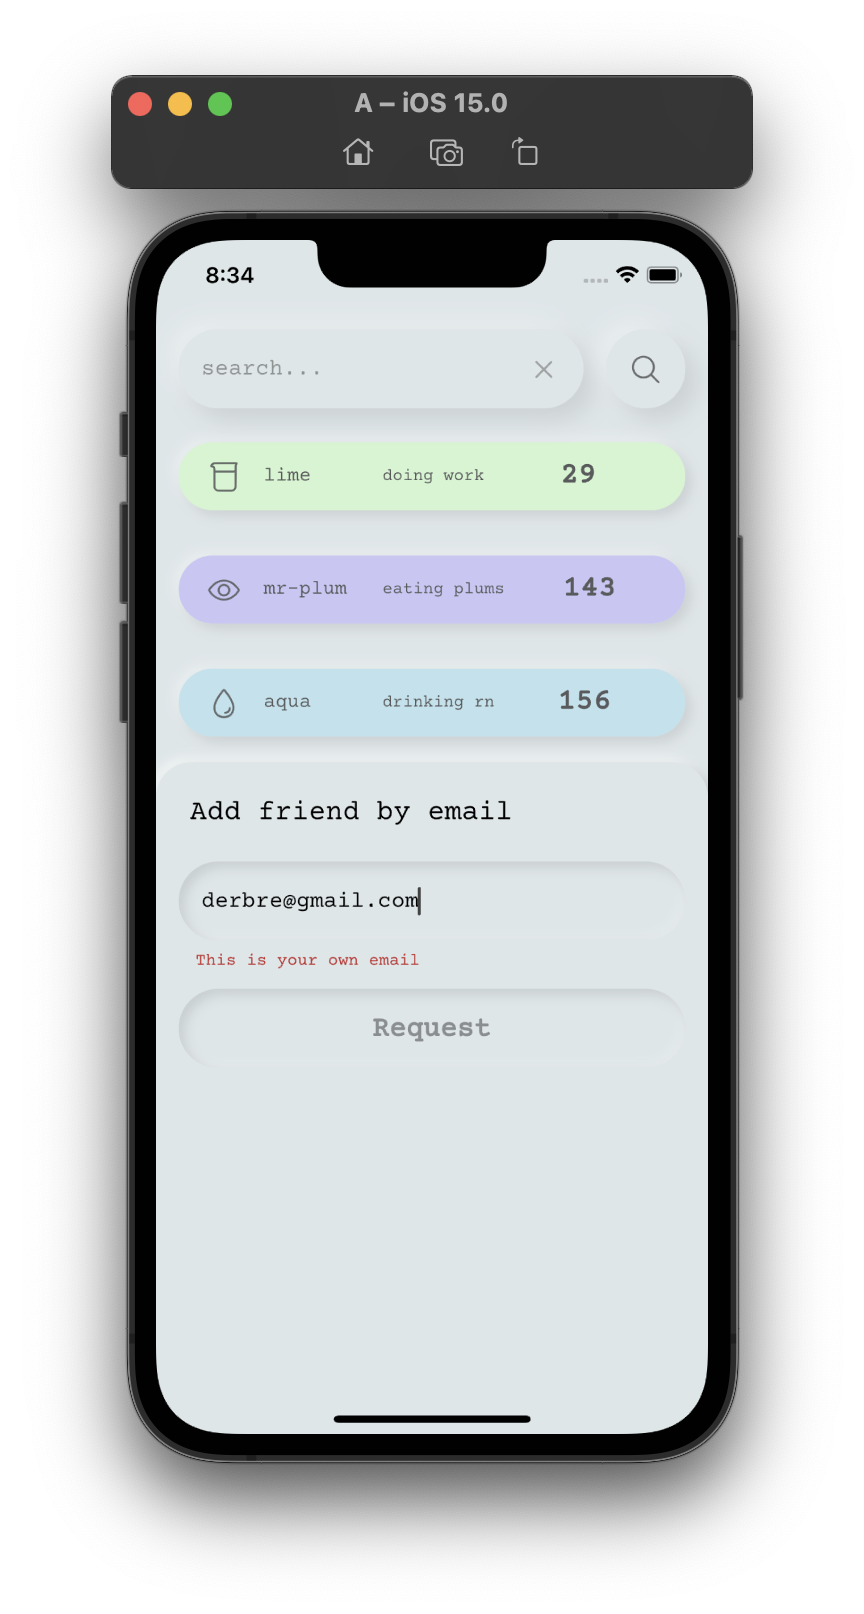 A – iOS 15.0
8:34
search...
lime doing work 29
mr-plum eating plums 143
aqua drinking rn 156
Add friend by email
derbre@gmail.com
This is your own email
Request